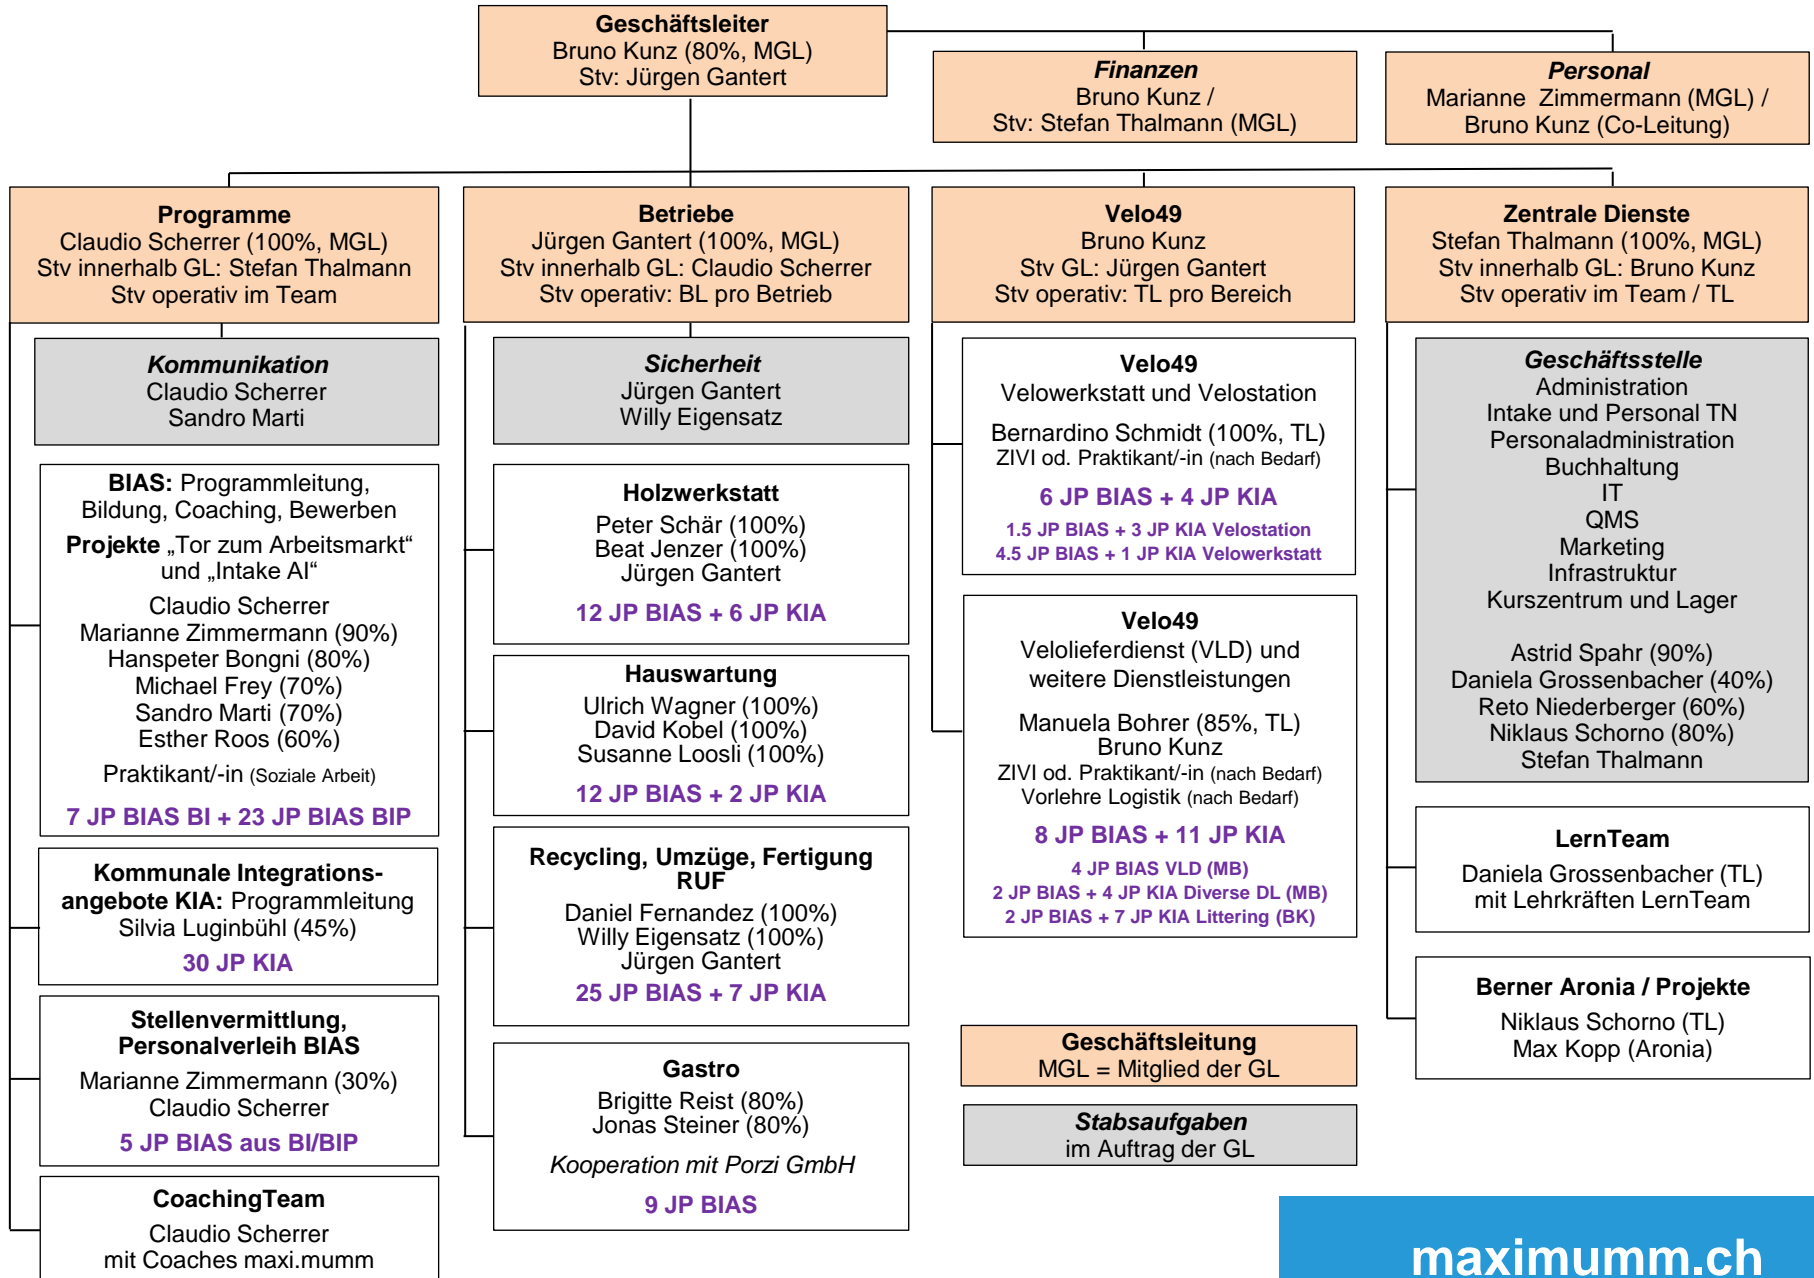 Geschäftsleiter
Bruno Kunz (80%, MGL)
Stv: Jürgen Gantert
Finanzen
Bruno Kunz /
Stv: Stefan Thalmann (MGL)
Personal
Marianne Zimmermann (MGL) /
Bruno Kunz (Co-Leitung)
Programme
Claudio Scherrer (100%, MGL)
Stv innerhalb GL: Stefan Thalmann
Stv operativ im Team
Kommunikation
Claudio Scherrer
Sandro Marti
BIAS: Programmleitung,
Bildung, Coaching, Bewerben
Projekte „Tor zum Arbeitsmarkt“
und „Intake AI“
Claudio Scherrer
Marianne Zimmermann (90%)
Hanspeter Bongni (80%)
Michael Frey (70%)
Sandro Marti (70%)
Esther Roos (60%)
Praktikant/-in (Soziale Arbeit)
7 JP BIAS BI + 23 JP BIAS BIP
Kommunale Integrations-
angebote KIA: Programmleitung
Silvia Luginbühl (45%)
30 JP KIA
Stellenvermittlung,
Personalverleih BIAS
Marianne Zimmermann (30%)
Claudio Scherrer
5 JP BIAS aus BI/BIP
CoachingTeam
Claudio Scherrer
mit Coaches maxi.mumm
Betriebe
Jürgen Gantert (100%, MGL)
Stv innerhalb GL: Claudio Scherrer
Stv operativ: BL pro Betrieb
Sicherheit
Jürgen Gantert
Willy Eigensatz
Holzwerkstatt
Peter Schär (100%)
Beat Jenzer (100%)
Jürgen Gantert
12 JP BIAS + 6 JP KIA
Hauswartung
Ulrich Wagner (100%)
David Kobel (100%)
Susanne Loosli (100%)
12 JP BIAS + 2 JP KIA
Recycling, Umzüge, Fertigung
RUF
Daniel Fernandez (100%)
Willy Eigensatz (100%)
Jürgen Gantert
25 JP BIAS + 7 JP KIA
Gastro
Brigitte Reist (80%)
Jonas Steiner (80%)
Kooperation mit Porzi GmbH
9 JP BIAS
Velo49
Bruno Kunz
Stv GL: Jürgen Gantert
Stv operativ: TL pro Bereich
Velo49
Velowerkstatt und Velostation
Bernardino Schmidt (100%, TL)
ZIVI od. Praktikant/-in (nach Bedarf)
6 JP BIAS + 4 JP KIA
1.5 JP BIAS + 3 JP KIA Velostation
4.5 JP BIAS + 1 JP KIA Velowerkstatt
Velo49
Velolieferdienst (VLD) und
weitere Dienstleistungen
Manuela Bohrer (85%, TL)
Bruno Kunz
ZIVI od. Praktikant/-in (nach Bedarf)
Vorlehre Logistik (nach Bedarf)
8 JP BIAS + 11 JP KIA
4 JP BIAS VLD (MB)
2 JP BIAS + 4 JP KIA Diverse DL (MB)
2 JP BIAS + 7 JP KIA Littering (BK)
Geschäftsleitung
MGL = Mitglied der GL
Stabsaufgaben
im Auftrag der GL
Zentrale Dienste
Stefan Thalmann (100%, MGL)
Stv innerhalb GL: Bruno Kunz
Stv operativ im Team / TL
Geschäftsstelle
Administration
Intake und Personal TN
Personaladministration
Buchhaltung
IT
QMS
Marketing
Infrastruktur
Kurszentrum und Lager
Astrid Spahr (90%)
Daniela Grossenbacher (40%)
Reto Niederberger (60%)
Niklaus Schorno (80%)
Stefan Thalmann
LernTeam
Daniela Grossenbacher (TL)
mit Lehrkräften LernTeam
Berner Aronia / Projekte
Niklaus Schorno (TL)
Max Kopp (Aronia)
maximumm.ch